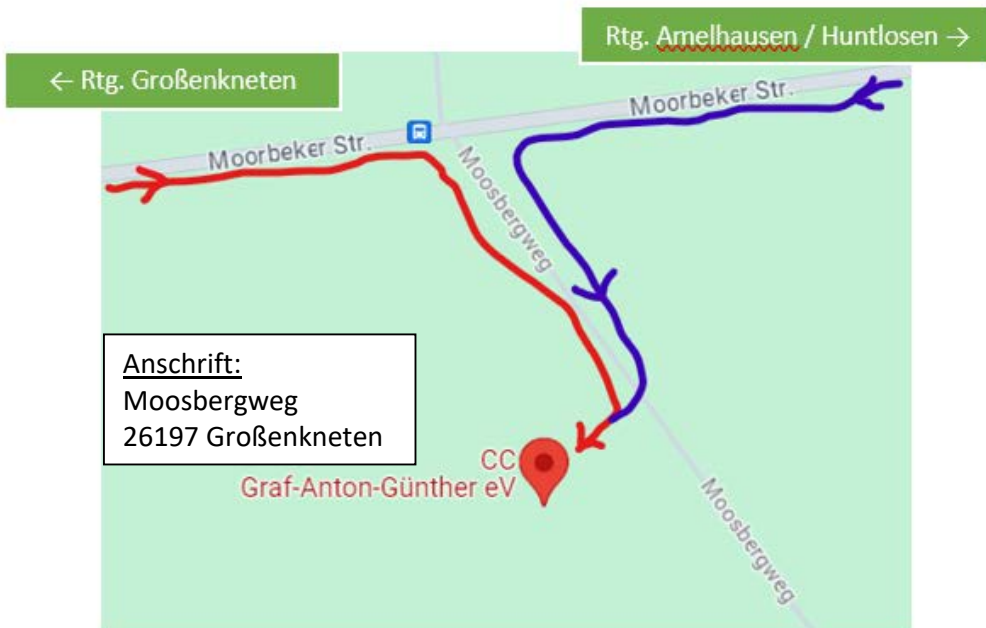 Rtg. Amelhausen / Huntlosen →
← Rtg. Großenkneten
Moorbeker Str.
Moorbeker Str.
Moosbergweg
Anschrift:
Moosbergweg
26197 Großenkneten
CC
Graf-Anton-Günther eV
Moosbergweg